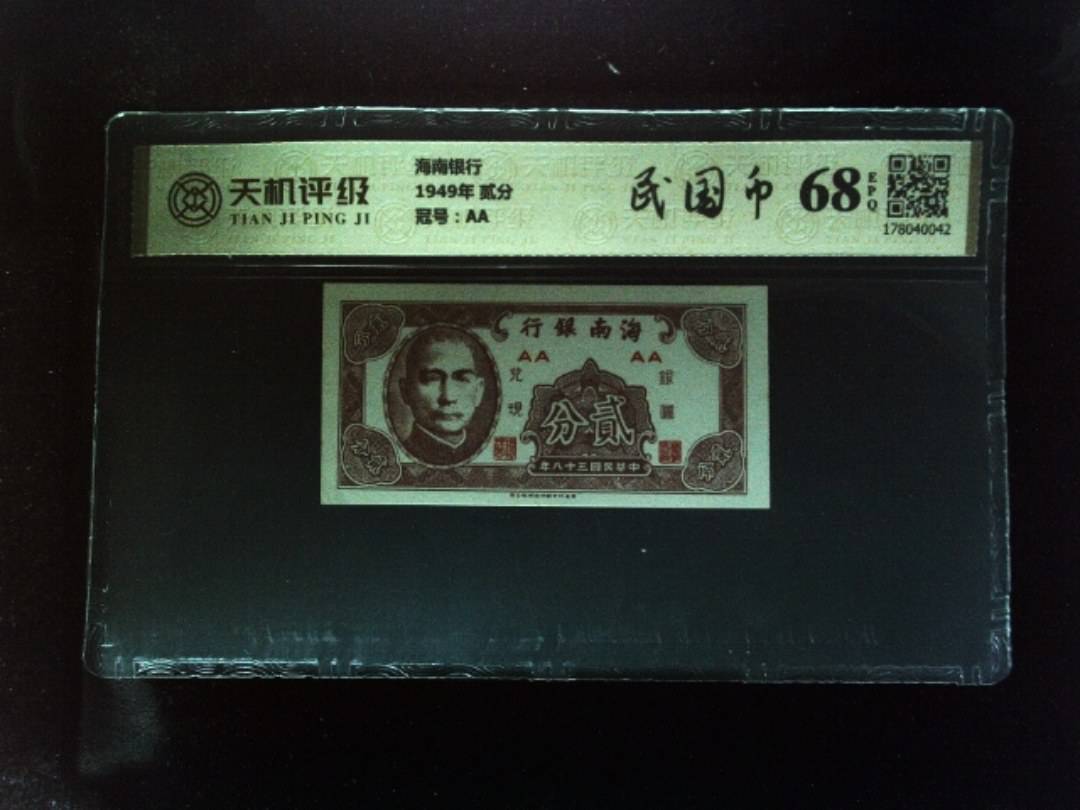 天机评级
TIAN JI PING JI
海南银行
1949年 贰分
冠号：AA
民国币
68
EPQ
178040042
行銀南海
AA AA
兌現
銀圓
分貳
年八十三國民華中